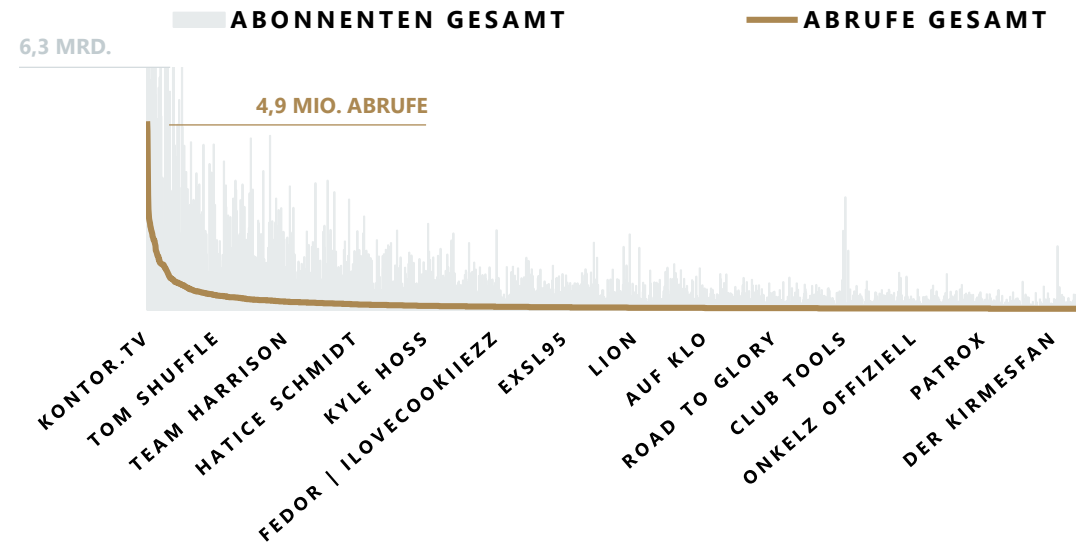 ABONNENTEN GESAMT
ABRUFE GESAMT
6,3 MRD.
4,9 MIO. ABRUFE
KONTOR.TV
TOM SHUFFLE
TEAM HARRISON
HATICE SCHMIDT
KYLE HOSS
FEDOR | ILOVECOOKIIEZZ
EXSL95
LION
AUF KLO
ROAD TO GLORY
CLUB TOOLS
ONKELZ OFFIZIELL
PATROX
DER KIRMESFAN